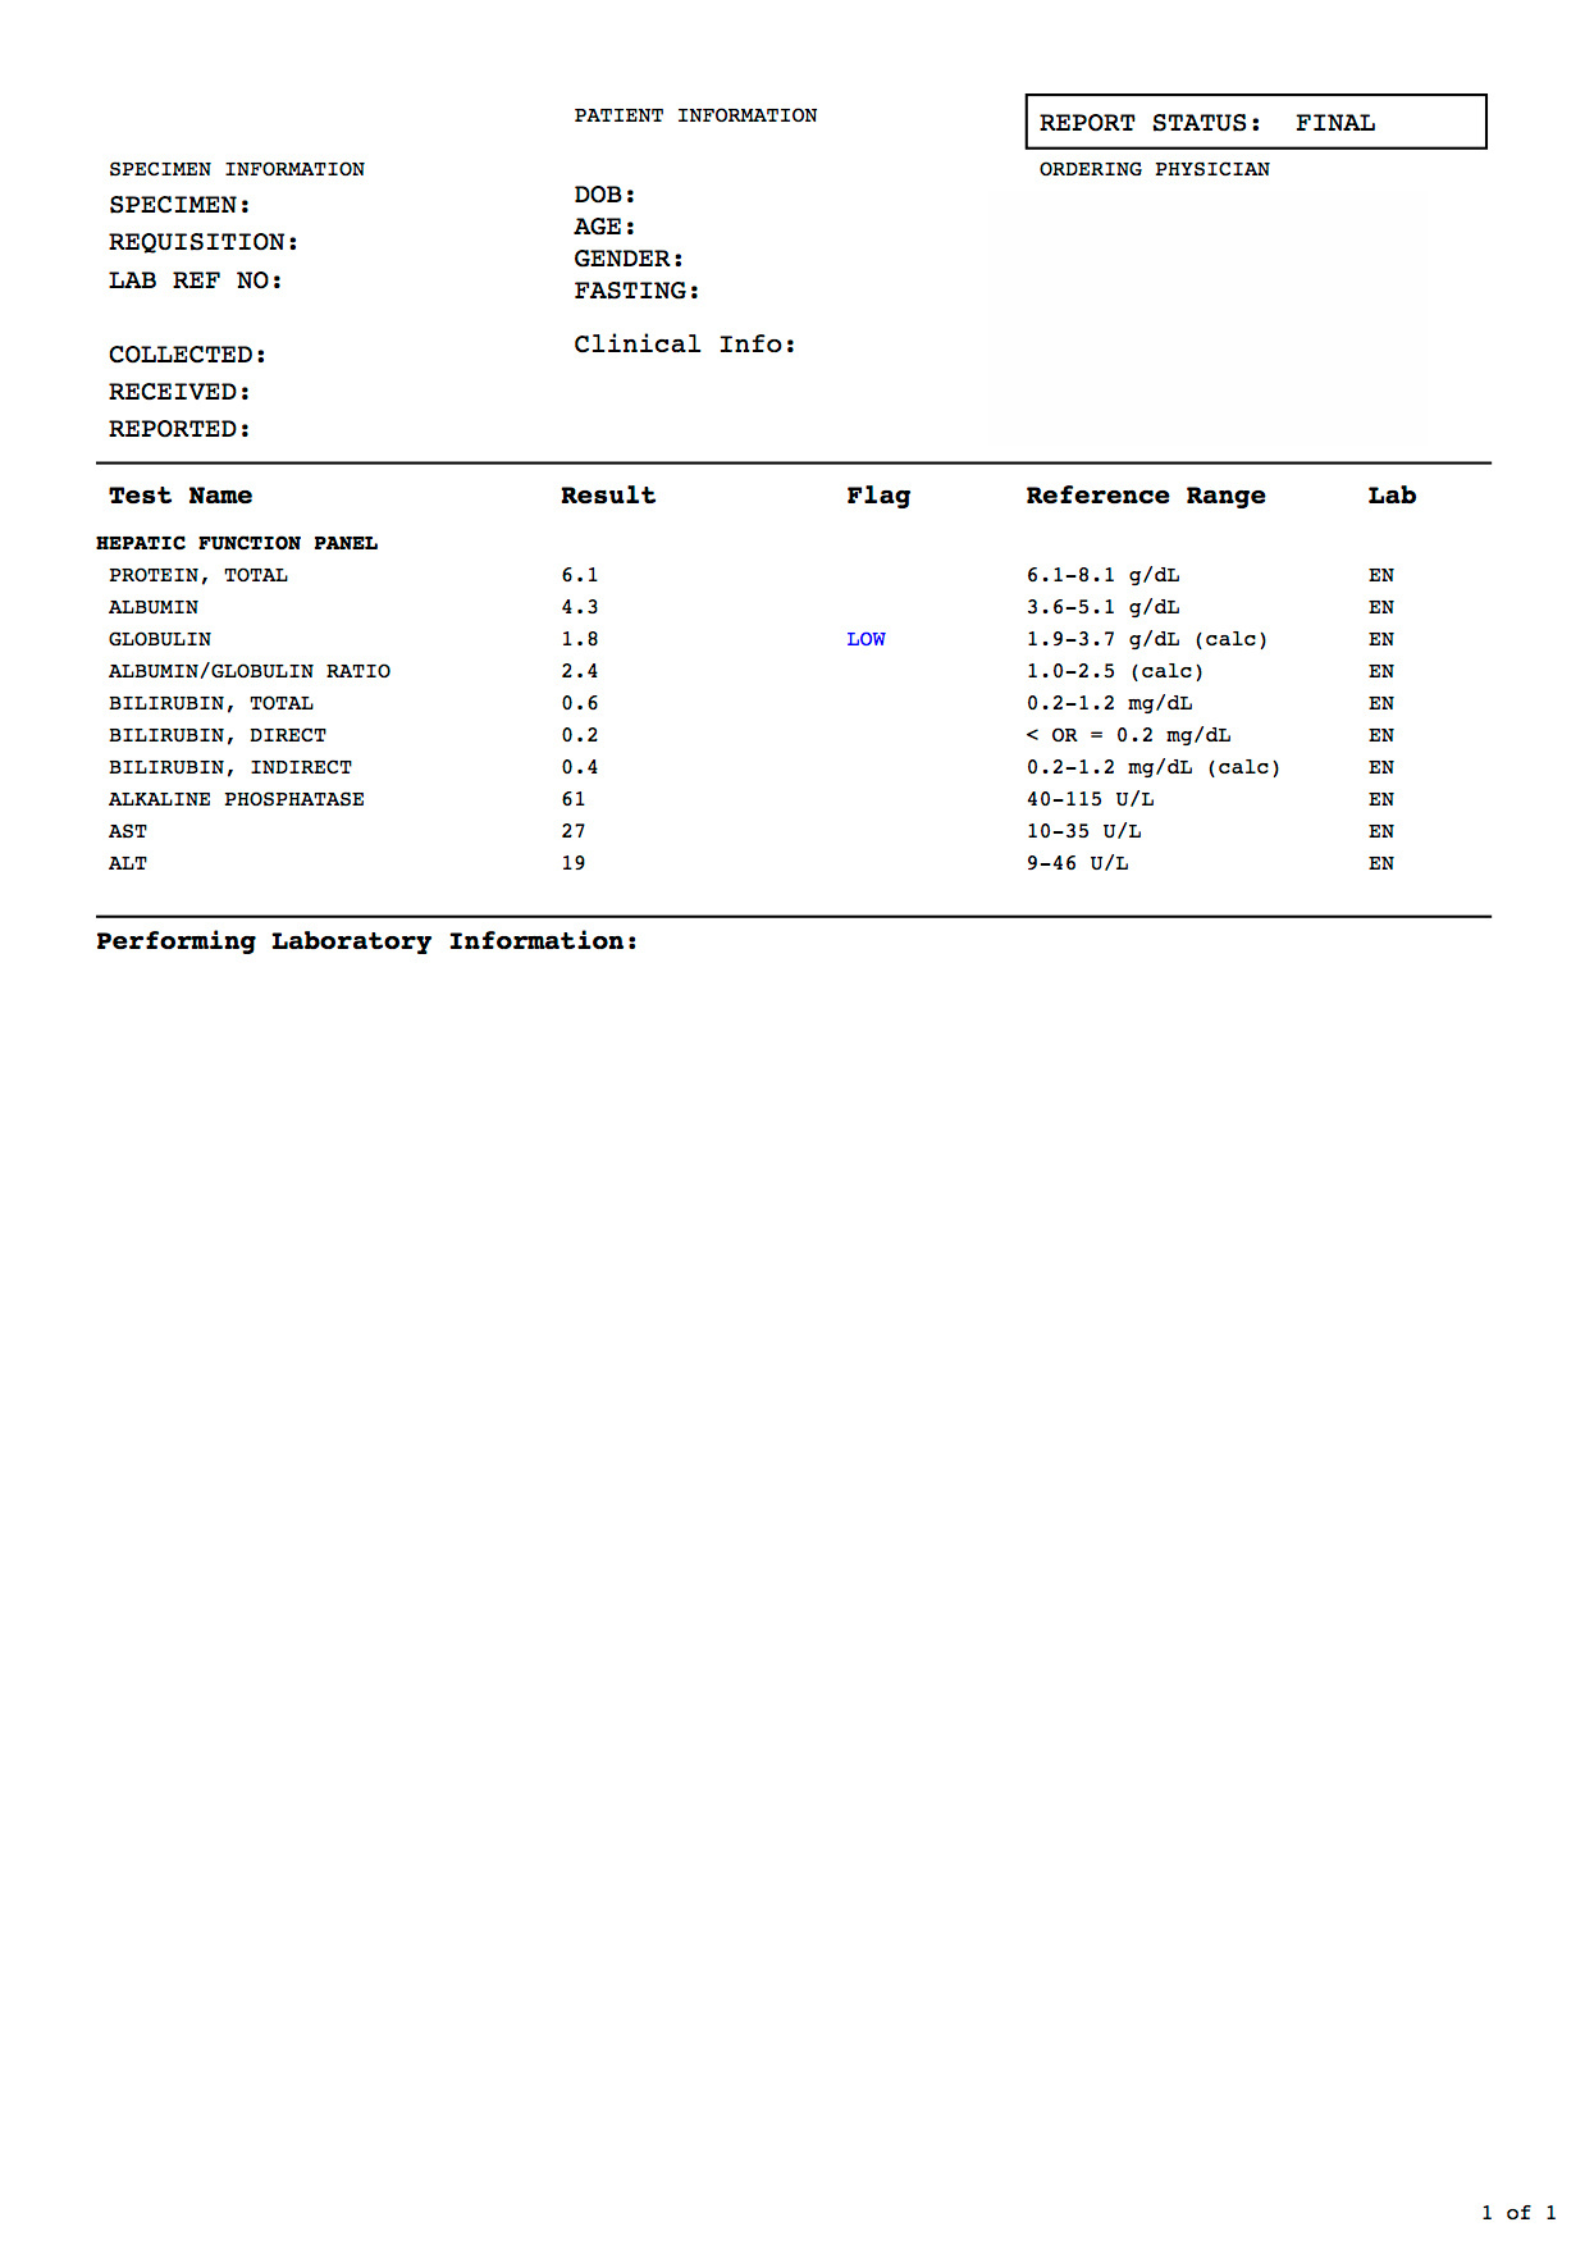 PATIENT INFORMATION
REPORT STATUS: FINAL
SPECIMEN INFORMATION
ORDERING PHYSICIAN
SPECIMEN:
DOB:
REQUISITION:
AGE:
GENDER:
LAB REF NO:
FASTING:
Clinical Info:
COLLECTED:
RECEIVED:
REPORTED:
Test Name Result Flag Reference Range Lab
HEPATIC FUNCTION PANEL
PROTEIN, TOTAL 6.1 6.1-8.1 g/dL EN
ALBUMIN 4.3 3.6-5.1 g/dL EN
GLOBULIN 1.8 LOW 1.9-3.7 g/dL (calc) EN
ALBUMIN/GLOBULIN RATIO 2.4 1.0-2.5 (calc) EN
BILIRUBIN, TOTAL 0.6 0.2-1.2 mg/dL EN
BILIRUBIN, DIRECT 0.2 < OR = 0.2 mg/dL EN
BILIRUBIN, INDIRECT 0.4 0.2-1.2 mg/dL (calc) EN
ALKALINE PHOSPHATASE 61 40-115 U/L EN
AST 27 10-35 U/L EN
ALT 19 9-46 U/L EN
Performing Laboratory Information:
1 of 1